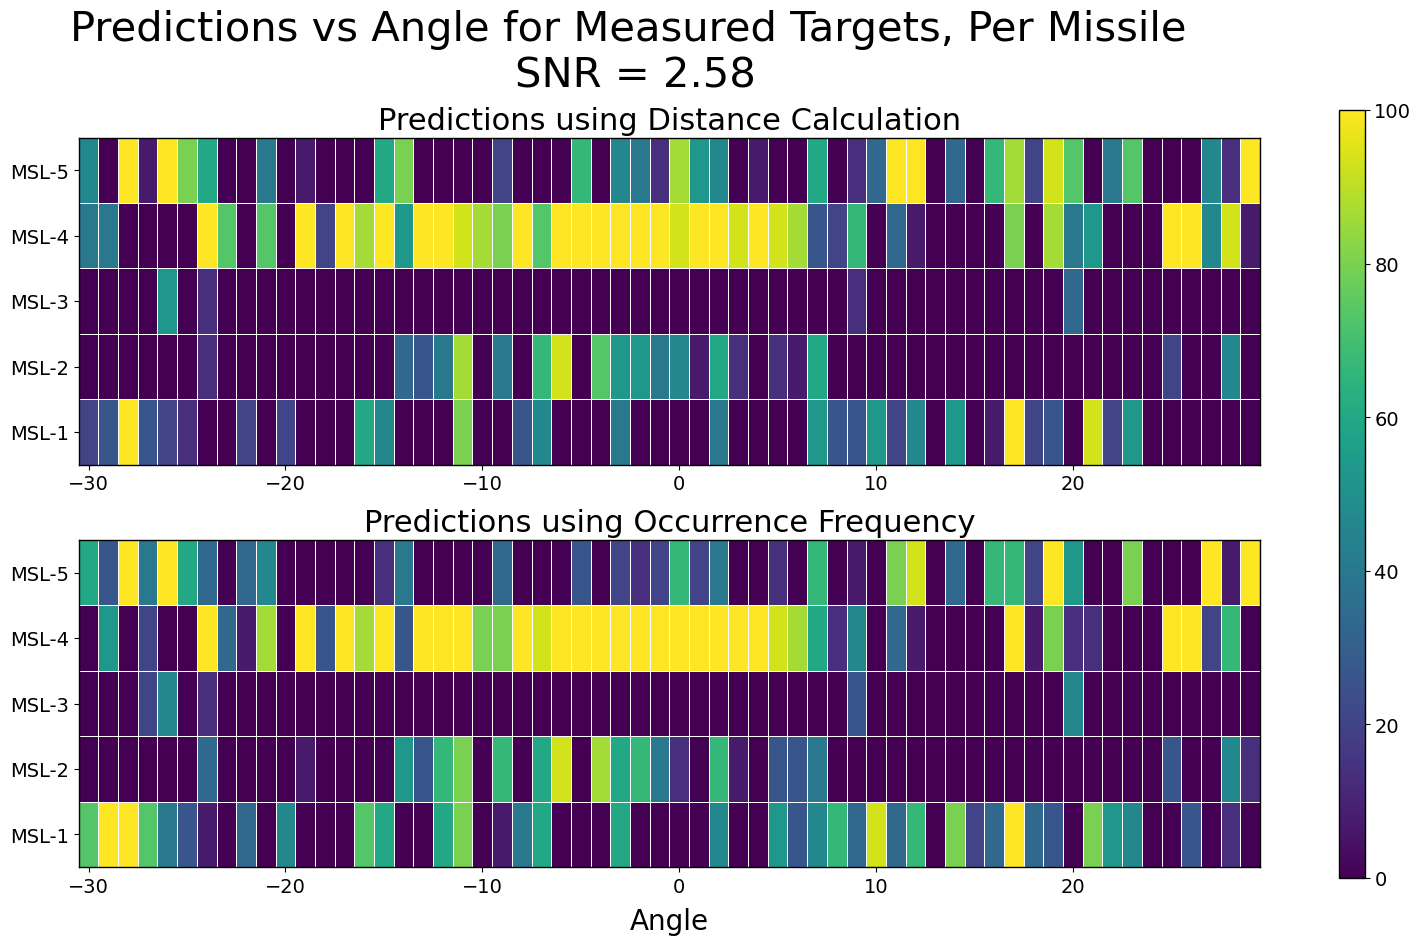 Predictions vs Angle for Measured Targets, Per Missile
SNR = 2.58
Predictions using Distance Calculation
MSL-5
MSL-4
MSL-3
MSL-2
MSL-1
−30 −20 −10 0 10 20
Predictions using Occurrence Frequency
MSL-5
MSL-4
MSL-3
MSL-2
MSL-1
−30 −20 −10 0 10 20
Angle
100
80
60
40
20
0